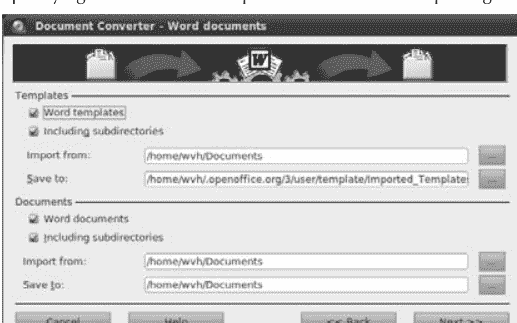 Document Converter - Word documents
W
Templates
Word templates
Including subdirectories
Import from: /home/wvh/Documents ...
Save to: /home/wvh/.openoffice.org/3/user/template/Imported_Template ...
Documents
Word documents
Including subdirectories
Import from: /home/wvh/Documents ...
Save to: /home/wvh/Documents ...
Cancel Help << Back Next >>